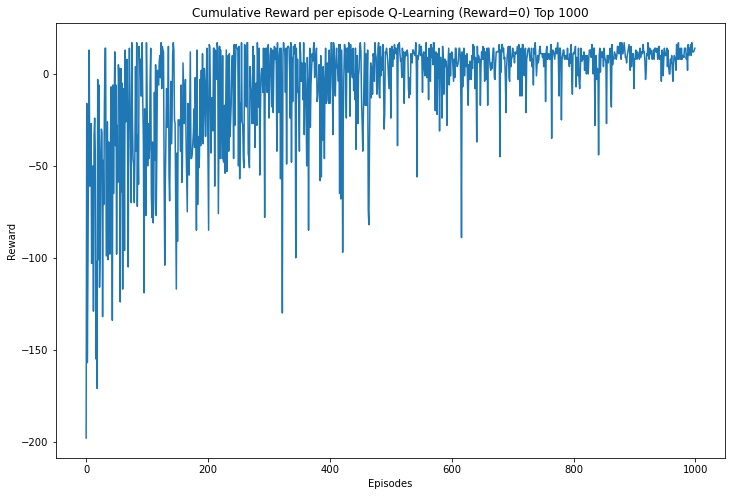 Cumulative Reward per episode Q-Learning (Reward=0) Top 1000
0
−50
−100
−150
−200
Reward
0 200 400 600 800 1000
Episodes